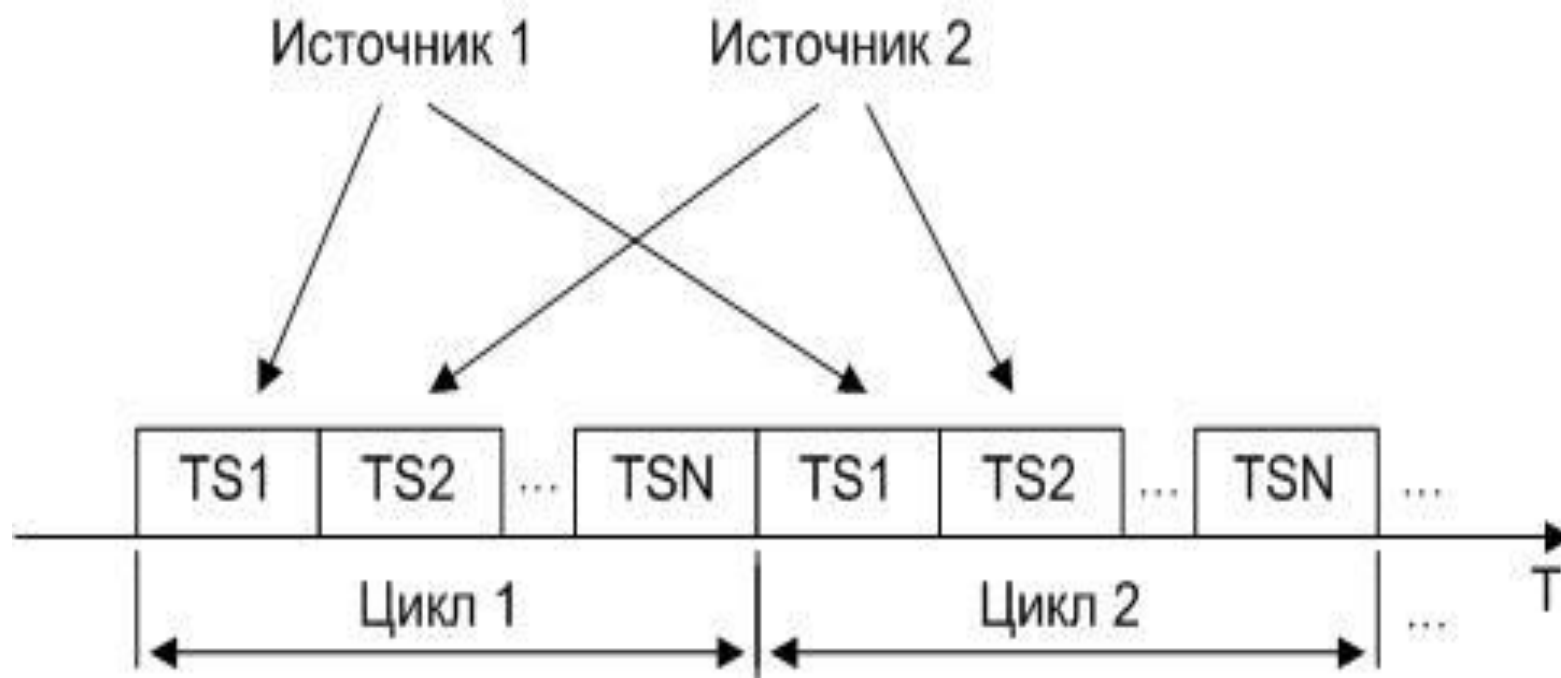 Источник 1 Источник 2
TS1 TS2 ... TSN TS1 TS2 ... TSN ...
T
Цикл 1 Цикл 2 ...